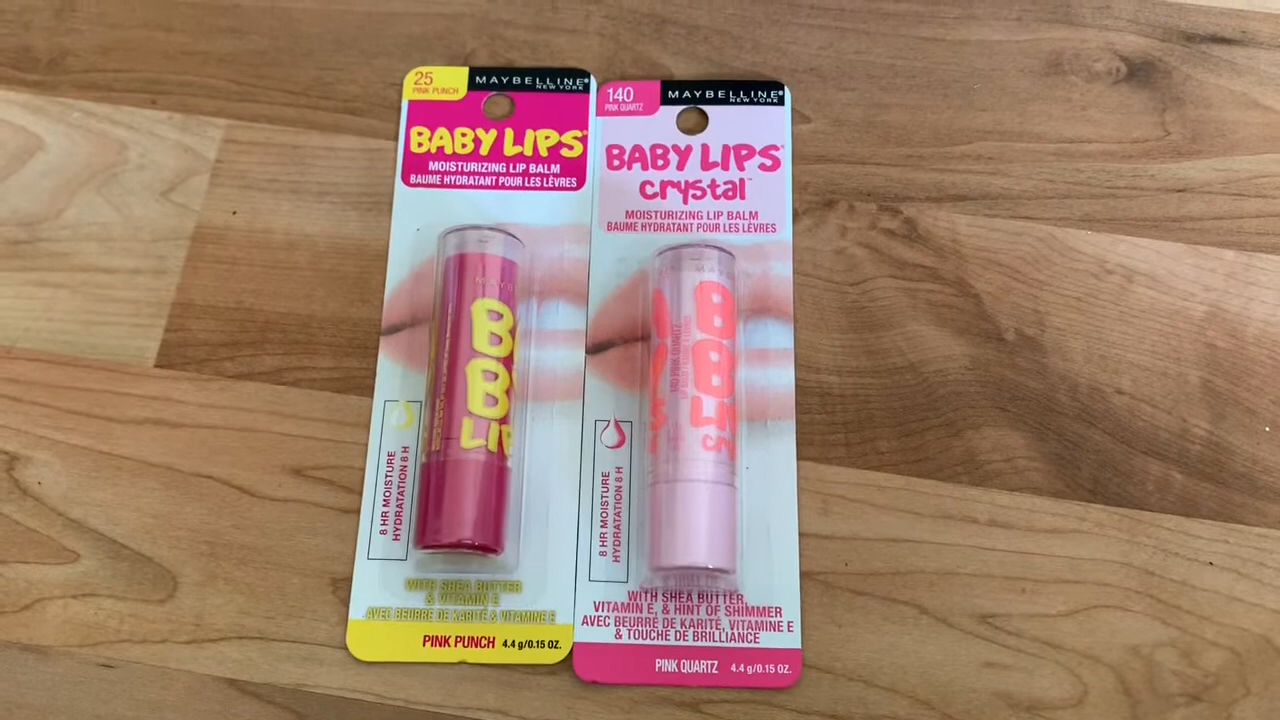 25
PINK PUNCH
MAYBELLINE®
NEW YORK
BABY LIPS®
MOISTURIZING LIP BALM
BAUME HYDRATANT POUR LES LÈVRES
8 HR MOISTURE
HYDRATATION 8 H
WITH SHEA BUTTER
& VITAMIN E
AVEC BEURRE DE KARITÉ & VITAMINE E
PINK PUNCH 4.4 g/0.15 OZ.
140
PINK QUARTZ
MAYBELLINE®
NEW YORK
BABY LIPS®
crystal™
MOISTURIZING LIP BALM
BAUME HYDRATANT POUR LES LÈVRES
8 HR MOISTURE
HYDRATATION 8 H
WITH SHEA BUTTER,
VITAMIN E, & HINT OF SHIMMER
AVEC BEURRE DE KARITÉ, VITAMINE E
& TOUCHE DE BRILLIANCE
PINK QUARTZ 4.4 g/0.15 OZ.